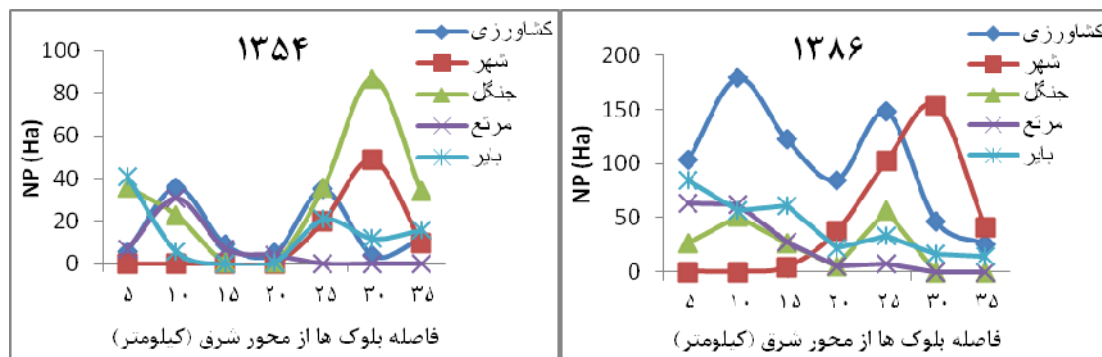 ۱۳۵۴
NP (Ha)
100
80
60
40
20
0
۵ ۱۰ ۱۵ ۲۰ ۲۵ ۳۰ ۳۵
فاصله بلوک ها از محور شرق (کیلومتر)
کشاورزی
شهر
جنگل
مرتع
بایر
۱۳۸۶
NP (Ha)
200
150
100
50
0
۵ ۱۰ ۱۵ ۲۰ ۲۵ ۳۰ ۳۵
فاصله بلوک ها از محور شرق (کیلومتر)
کشاورزی
شهر
جنگل
مرتع
بایر